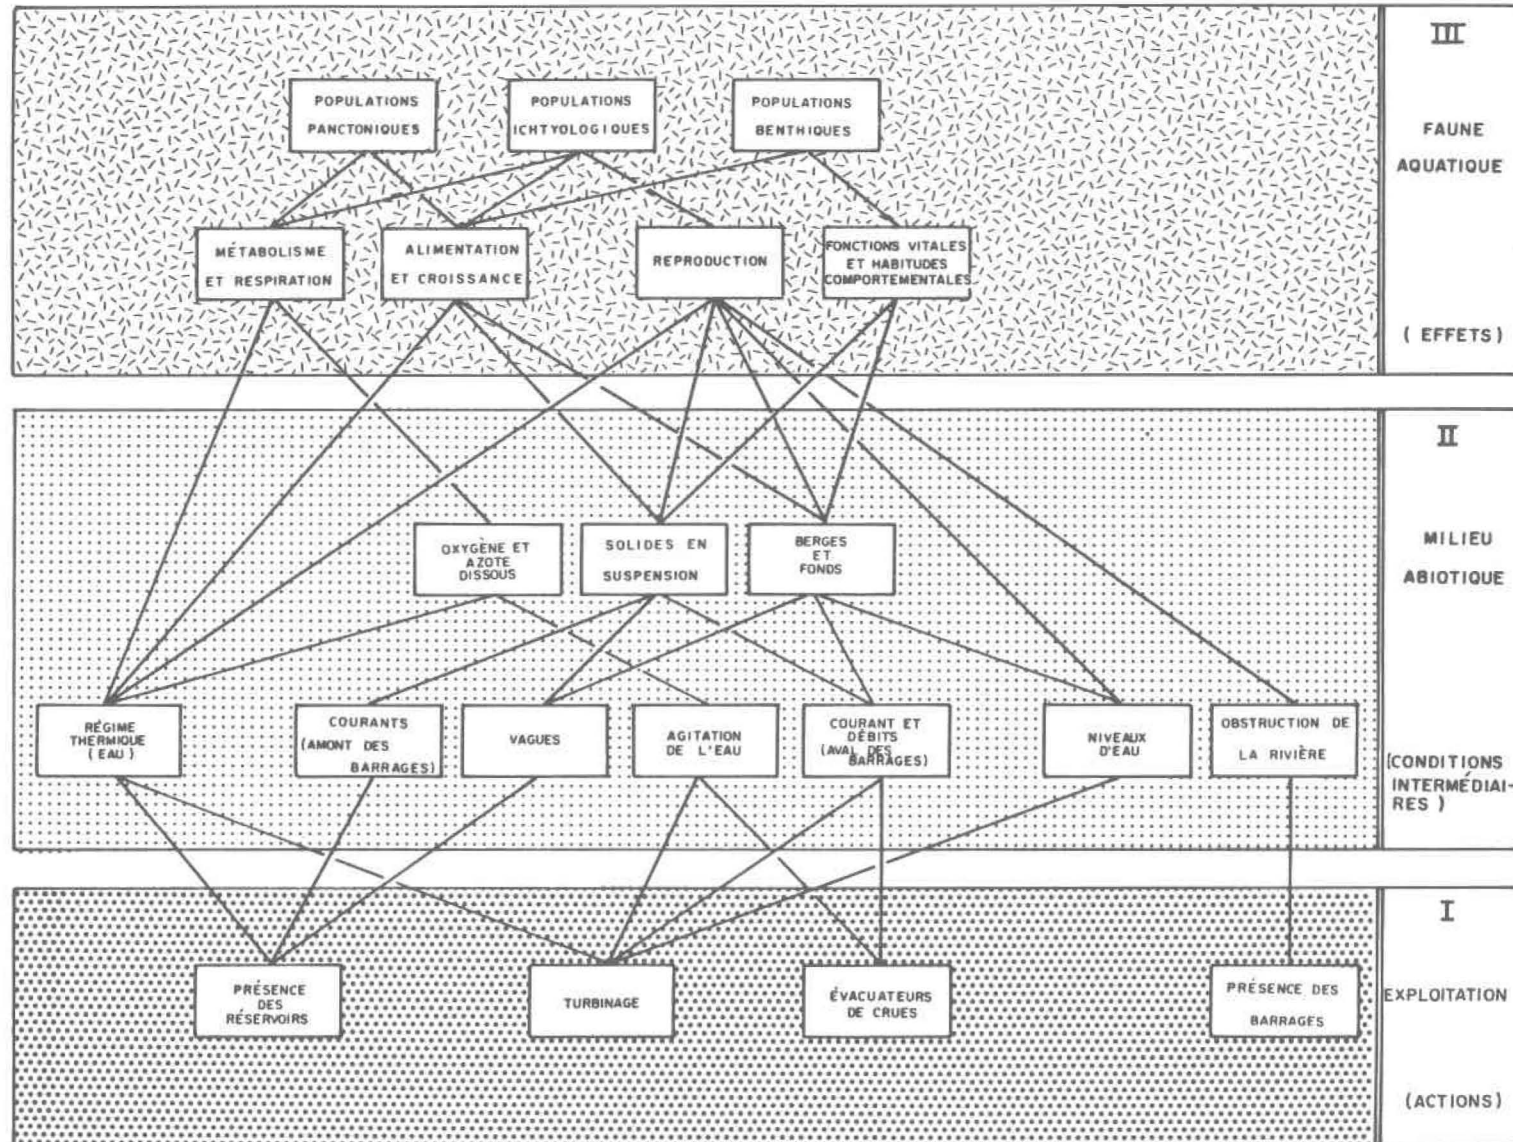 III
FAUNE
AQUATIQUE
( EFFETS )
POPULATIONS
PANCTONIQUES
POPULATIONS
ICHTYOLOGIQUES
POPULATIONS
BENTHIQUES
MÉTABOLISME
ET RESPIRATION
ALIMENTATION
ET CROISSANCE
REPRODUCTION
FONCTIONS VITALES
ET HABITUDES
COMPORTEMENTALES
II
MILIEU
ABIOTIQUE
(CONDITIONS
INTERMÉDIAI-
RES )
OXYGÈNE ET
AZOTE
DISSOUS
SOLIDES EN
SUSPENSION
BERGES
ET
FONDS
RÉGIME
THERMIQUE
( EAU )
COURANTS
(AMONT DES
BARRAGES)
VAGUES
AGITATION
DE L'EAU
COURANT ET
DÉBITS
(AVAL DES
BARRAGES)
NIVEAUX
D'EAU
OBSTRUCTION DE
LA RIVIÈRE
I
EXPLOITATION
(ACTIONS)
PRÉSENCE
DES
RÉSERVOIRS
TURBINAGE
ÉVACUATEURS
DE CRUES
PRÉSENCE DES
BARRAGES